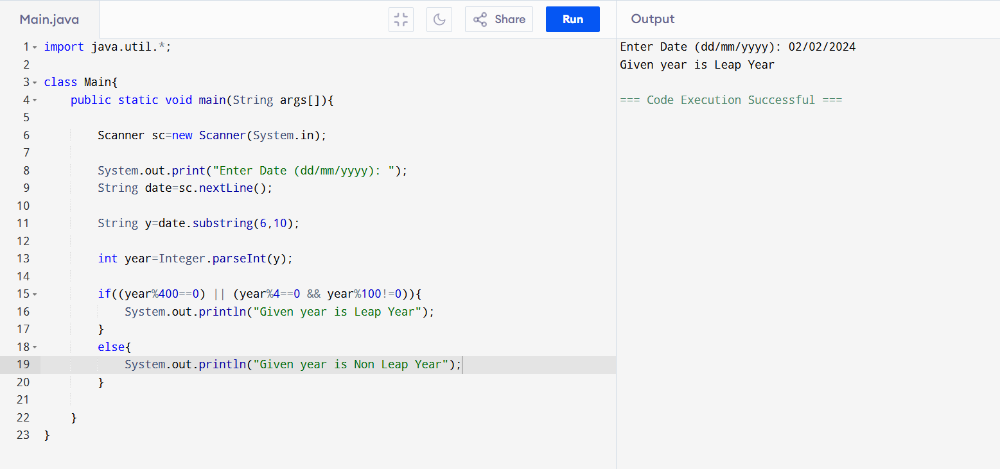 Main.java
Share
Run
Output
1 import java.util.*;
2
3 class Main{
4 public static void main(String args[]){
5
6 Scanner sc=new Scanner(System.in);
7
8 System.out.print("Enter Date (dd/mm/yyyy): ");
9 String date=sc.nextLine();
10
11 String y=date.substring(6,10);
12
13 int year=Integer.parseInt(y);
14
15 if((year%400==0) || (year%4==0 && year%100!=0)){
16 System.out.println("Given year is Leap Year");
17 }
18 else{
19 System.out.println("Given year is Non Leap Year");
20 }
21
22 }
23 }
Enter Date (dd/mm/yyyy): 02/02/2024
Given year is Leap Year
=== Code Execution Successful ===